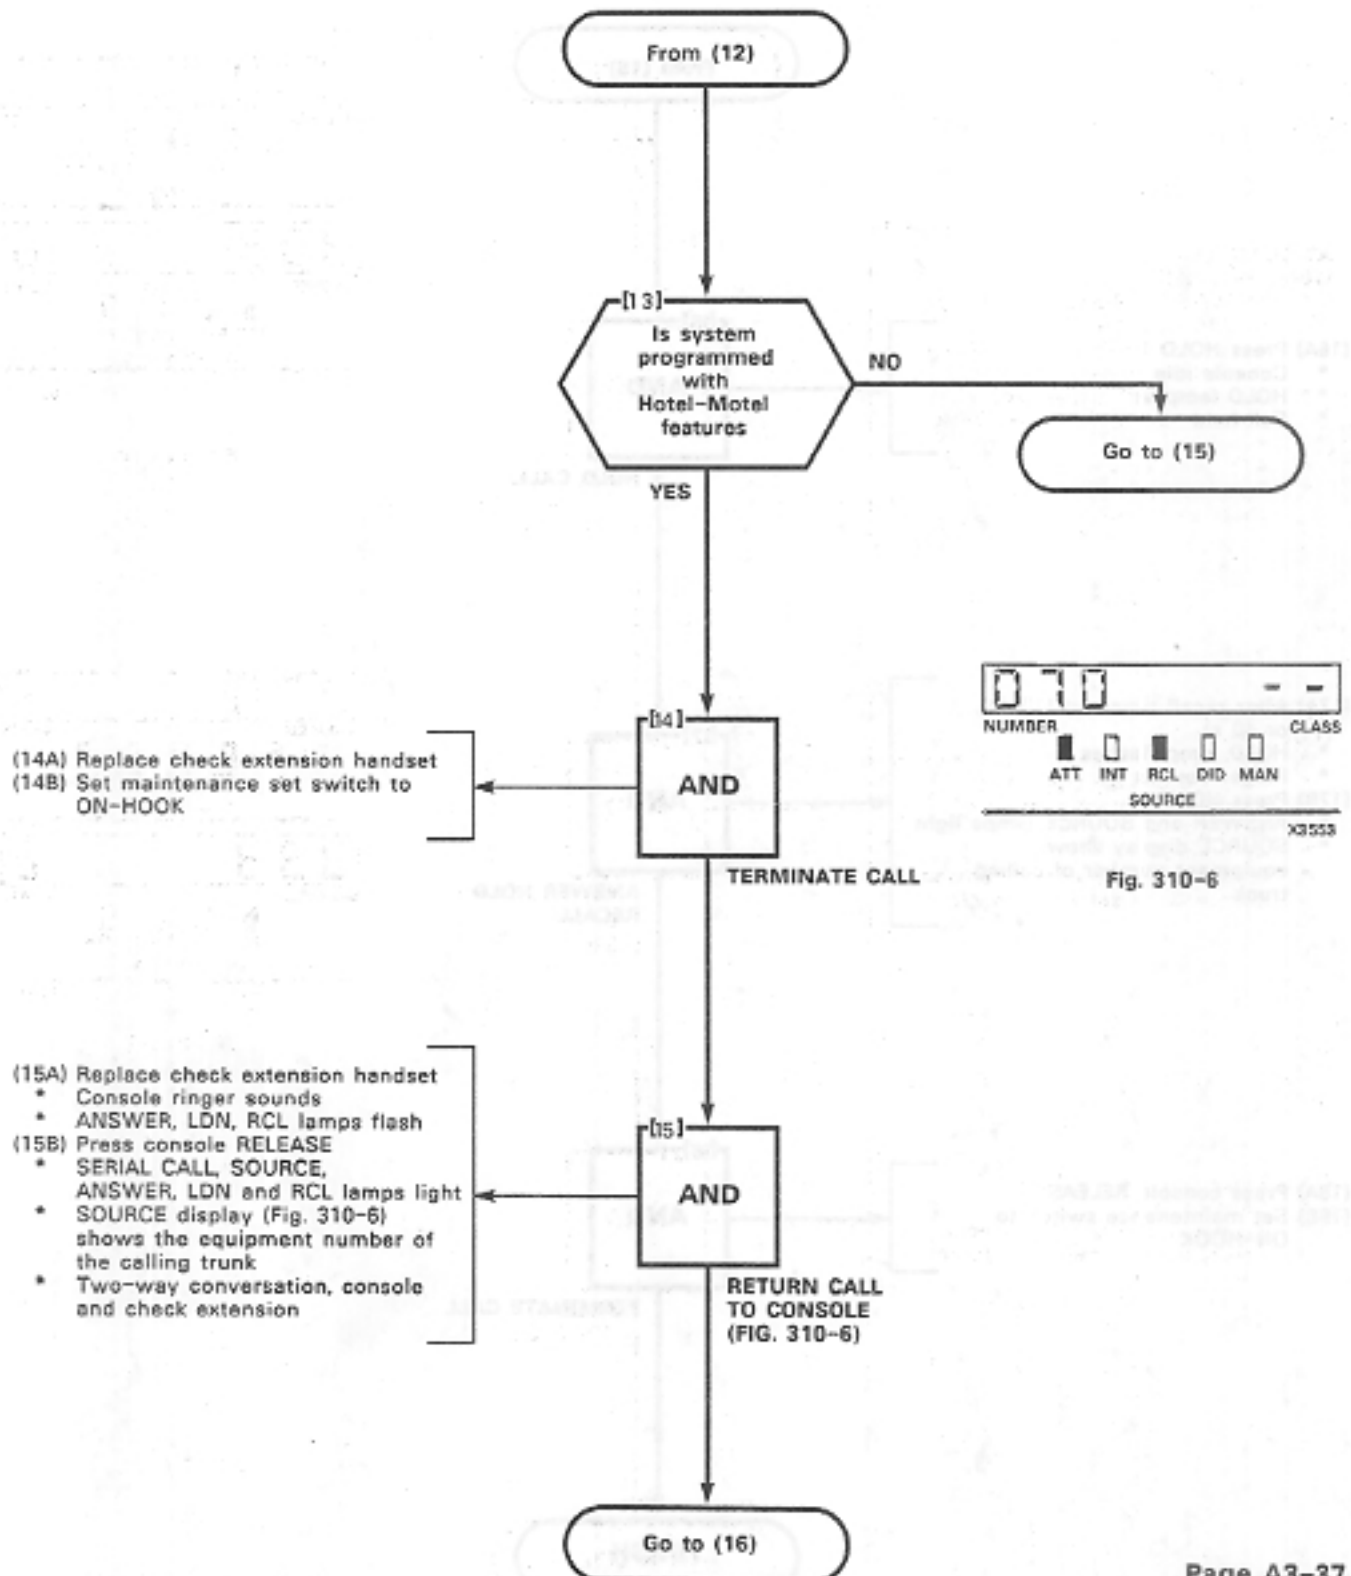 From (12)
[13]
Is system
programmed
with
Hotel-Motel
features
NO
Go to (15)
YES
070 - -
NUMBER CLASS
ATT INT RCL DID MAN
SOURCE
X3553
Fig. 310-6
[14]
AND
(14A) Replace check extension handset
(14B) Set maintenance set switch to
ON-HOOK
TERMINATE CALL
(15A) Replace check extension handset
* Console ringer sounds
* ANSWER, LDN, RCL lamps flash
(15B) Press console RELEASE
* SERIAL CALL, SOURCE,
ANSWER, LDN and RCL lamps light
* SOURCE display (Fig. 310-6)
shows the equipment number of
the calling trunk
* Two-way conversation, console
and check extension
[15]
AND
RETURN CALL
TO CONSOLE
(FIG. 310-6)
Go to (16)
Page A3-37